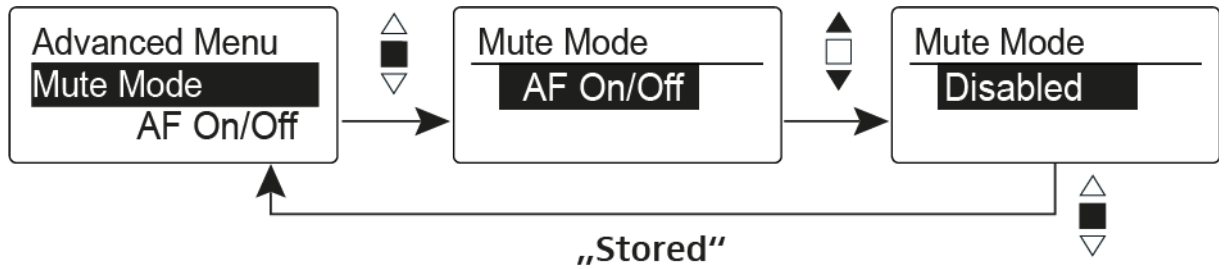 Advanced Menu
Mute Mode
AF On/Off
Mute Mode
AF On/Off
Mute Mode
Disabled
„Stored“